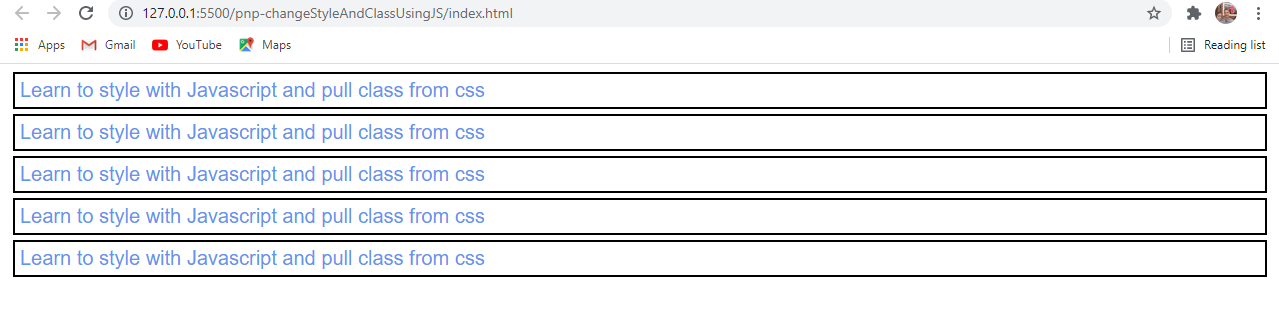 127.0.0.1:5500/pnp-changeStyleAndClassUsingJS/index.html
Apps Gmail YouTube Maps Reading list
Learn to style with Javascript and pull class from css
Learn to style with Javascript and pull class from css
Learn to style with Javascript and pull class from css
Learn to style with Javascript and pull class from css
Learn to style with Javascript and pull class from css